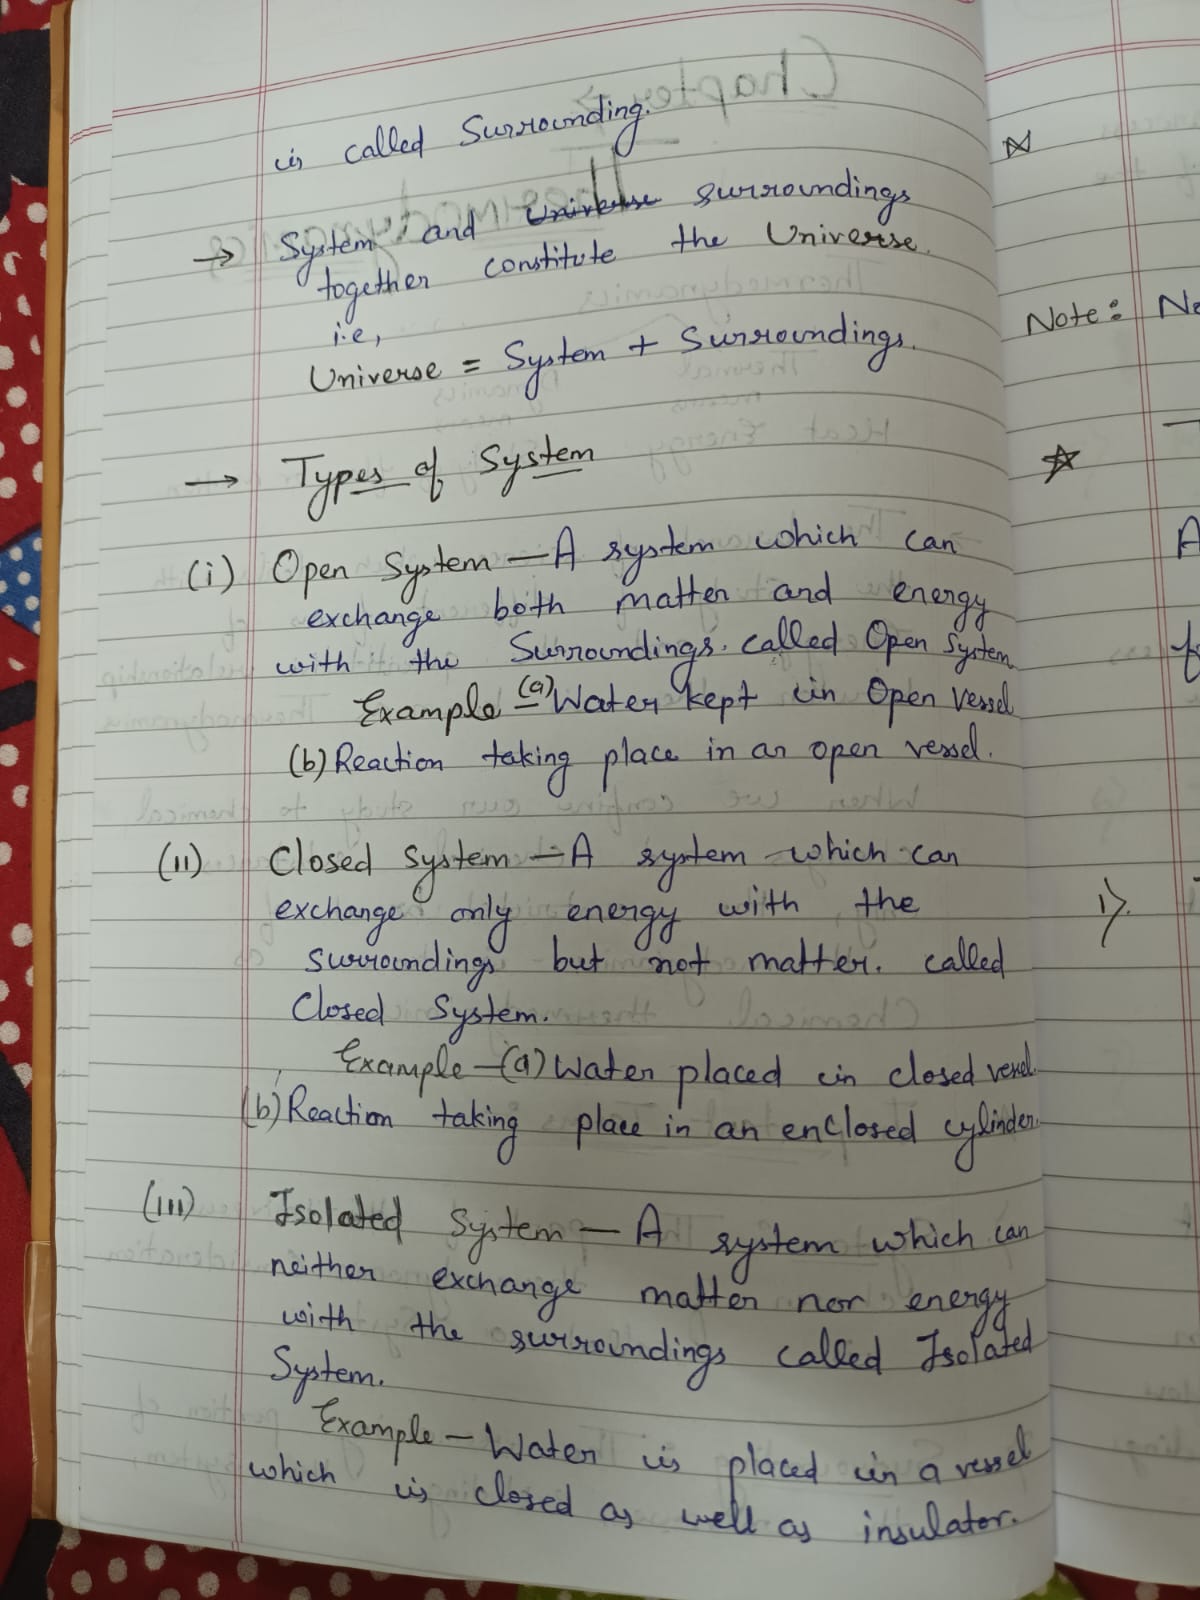 is called Surrounding.
→ System and Universe surroundings
together constitute the Universe.
i.e,
Universe = System + Surroundings.
→ Types of System
(i) Open System — A system which can
exchange both matter and energy
with the Surroundings. called Open System
Example – (a) Water kept in Open Vessel
(b) Reaction taking place in an open vessel.
(ii) Closed System — A system which can
exchange only energy with the
surroundings but not matter. called
Closed System.
Example – (a) Water placed in closed vessel.
(b) Reaction taking place in an enclosed cylinder.
(iii) Isolated System — A system which can
neither exchange matter nor energy
with the surroundings called Isolated
System.
Example – Water is placed in a vessel
which is closed as well as insulator.
Note:
1).